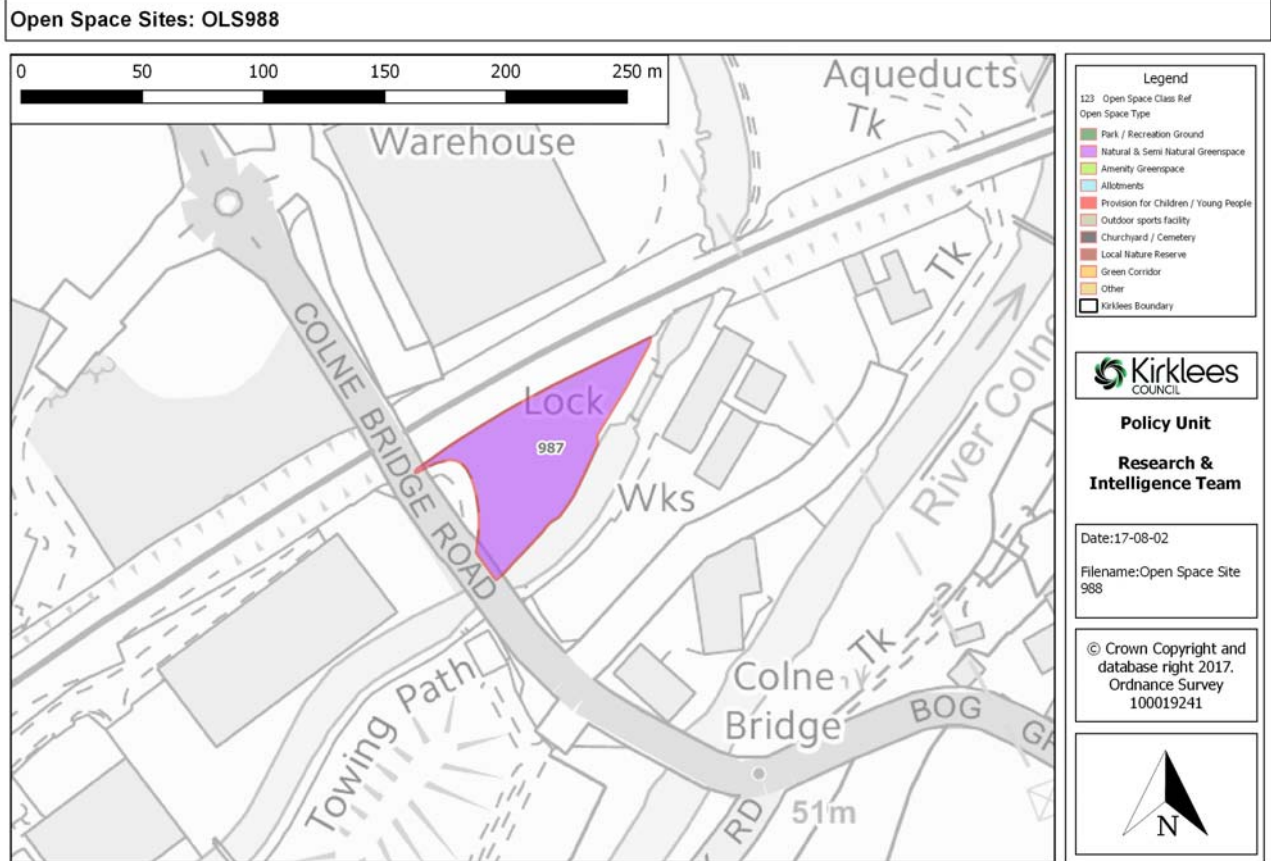 Open Space Sites: OLS988
0 50 100 150 200 250 m
Aqueducts
Tk
Warehouse
Tk
COLNE BRIDGE ROAD
Lock
987
River Colne
Wks
Tk
Towing Path
Colne
Bridge
BOG
51m
RD
Legend
123 Open Space Class Ref
Open Space Type
Park / Recreation Ground
Natural & Semi Natural Greenspace
Amenity Greenspace
Allotments
Provision for Children / Young People
Outdoor sports facility
Churchyard / Cemetery
Local Nature Reserve
Green Corridor
Other
Kirklees Boundary
Kirklees
COUNCIL
Policy Unit
Research &
Intelligence Team
Date:17-08-02
Filename:Open Space Site
988
© Crown Copyright and
database right 2017.
Ordnance Survey
100019241
N